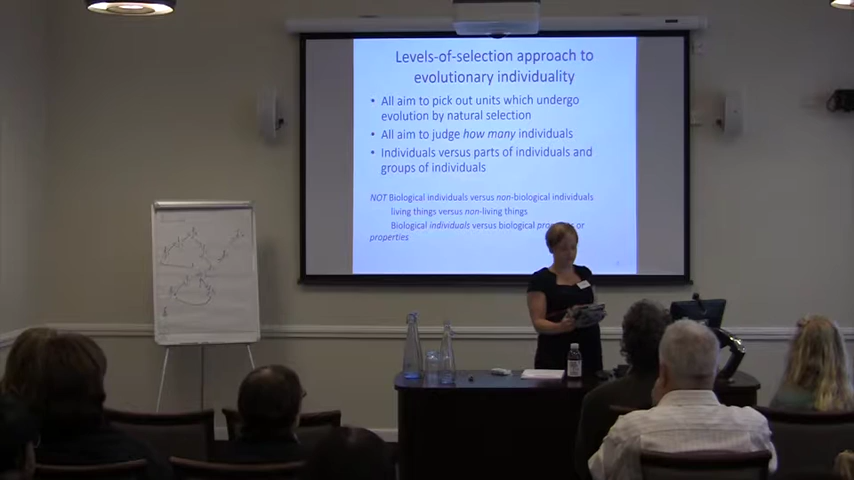 Levels-of-selection approach to
evolutionary individuality
• All aim to pick out units which undergo
evolution by natural selection
• All aim to judge how many individuals
• Individuals versus parts of individuals and
groups of individuals
NOT Biological individuals versus non-biological individuals
living things versus non-living things
Biological individuals versus biological or
properties